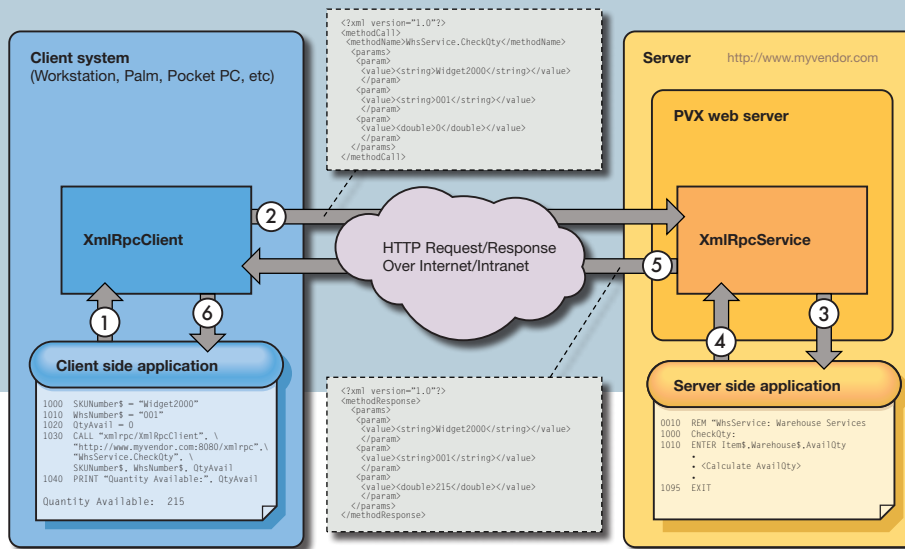 Client system
(Workstation, Palm, Pocket PC, etc)
<?xml version="1.0"?>
<methodCall>
<methodName>WhsService.CheckQty</methodName>
<params>
<param>
<value><string>Widget2000</string></value>
</param>
<param>
<value><string>001</string></value>
</param>
<param>
<value><double>0</double></value>
</param>
</params>
</methodCall>
Server
http://www.myvendor.com
PVX web server
XmlRpcClient
2
HTTP Request/Response
Over Internet/Intranet
XmlRpcService
5
1
6
4
3
Client side application
1000 SKUNumber$ = "Widget2000"
1010 WhsNumber$ = "001"
1020 QtyAvail = 0
1030 CALL "xmlrpc/XmlRpcClient", \
"http://www.myvendor.com:8080/xmlrpc",\
"WhsService.CheckQty", \
SKUNumber$, WhsNumber$, QtyAvail
1040 PRINT "Quantity Available:", QtyAvail
Quantity Available: 215
<?xml version="1.0"?>
<methodResponse>
<params>
<param>
<value><string>Widget2000</string></value>
</param>
<param>
<value><string>001</string></value>
</param>
<param>
<value><double>215</double></value>
</param>
</params>
</methodResponse>
Server side application
0010 REM "WhsService: Warehouse Services
1000 CheckQty:
1010 ENTER Item$,Warehouse$,AvailQty
•
• <Calculate AvailQty>
•
1095 EXIT